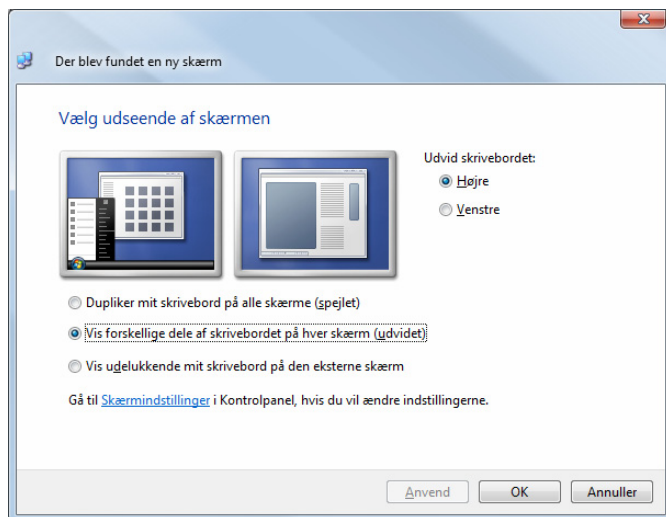 Der blev fundet en ny skærm
Vælg udseende af skærmen
Udvid skrivebordet:
Højre
Venstre
Dupliker mit skrivebord på alle skærme (spejlet)
Vis forskellige dele af skrivebordet på hver skærm (udvidet)
Vis udelukkende mit skrivebord på den eksterne skærm
Gå til Skærmindstillinger i Kontrolpanel, hvis du vil ændre indstillingerne.
Anvend OK Annuller